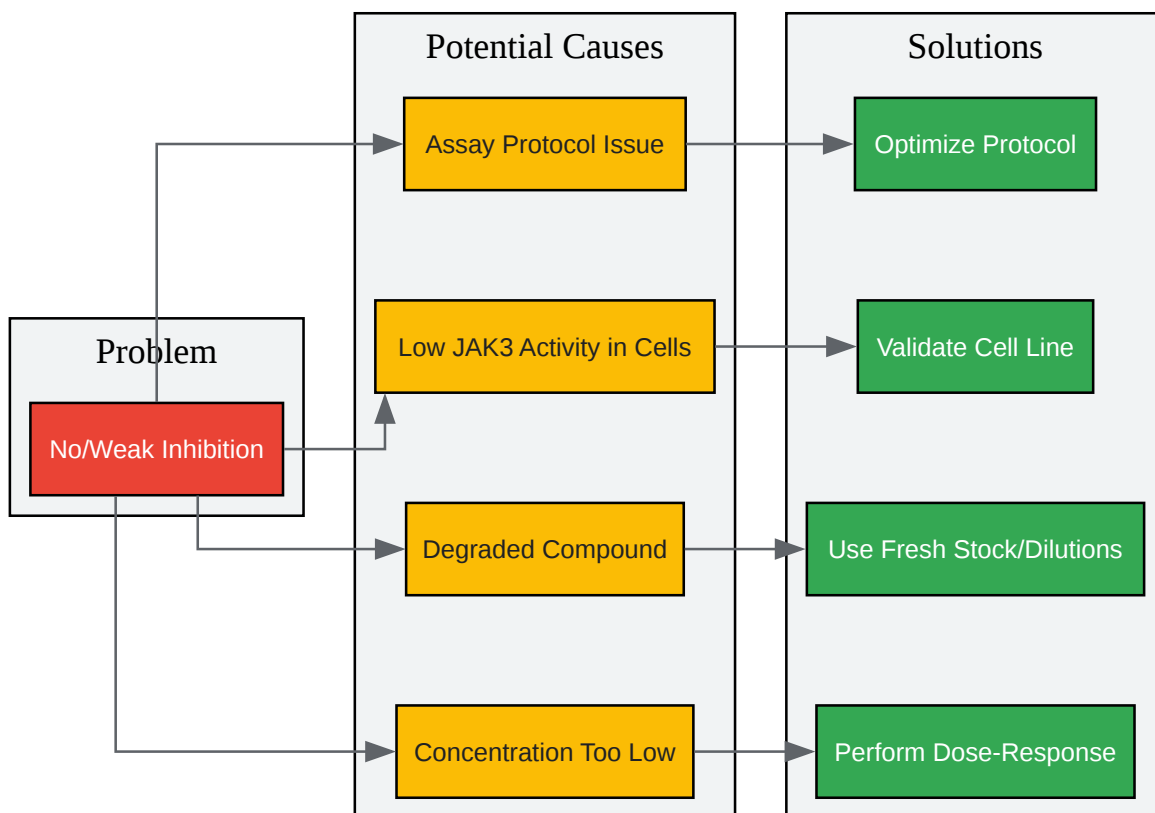 Potential Causes
Solutions
Assay Protocol Issue
Optimize Protocol
Problem
Low JAK3 Activity in Cells
Validate Cell Line
No/Weak Inhibition
Degraded Compound
Use Fresh Stock/Dilutions
Concentration Too Low
Perform Dose-Response